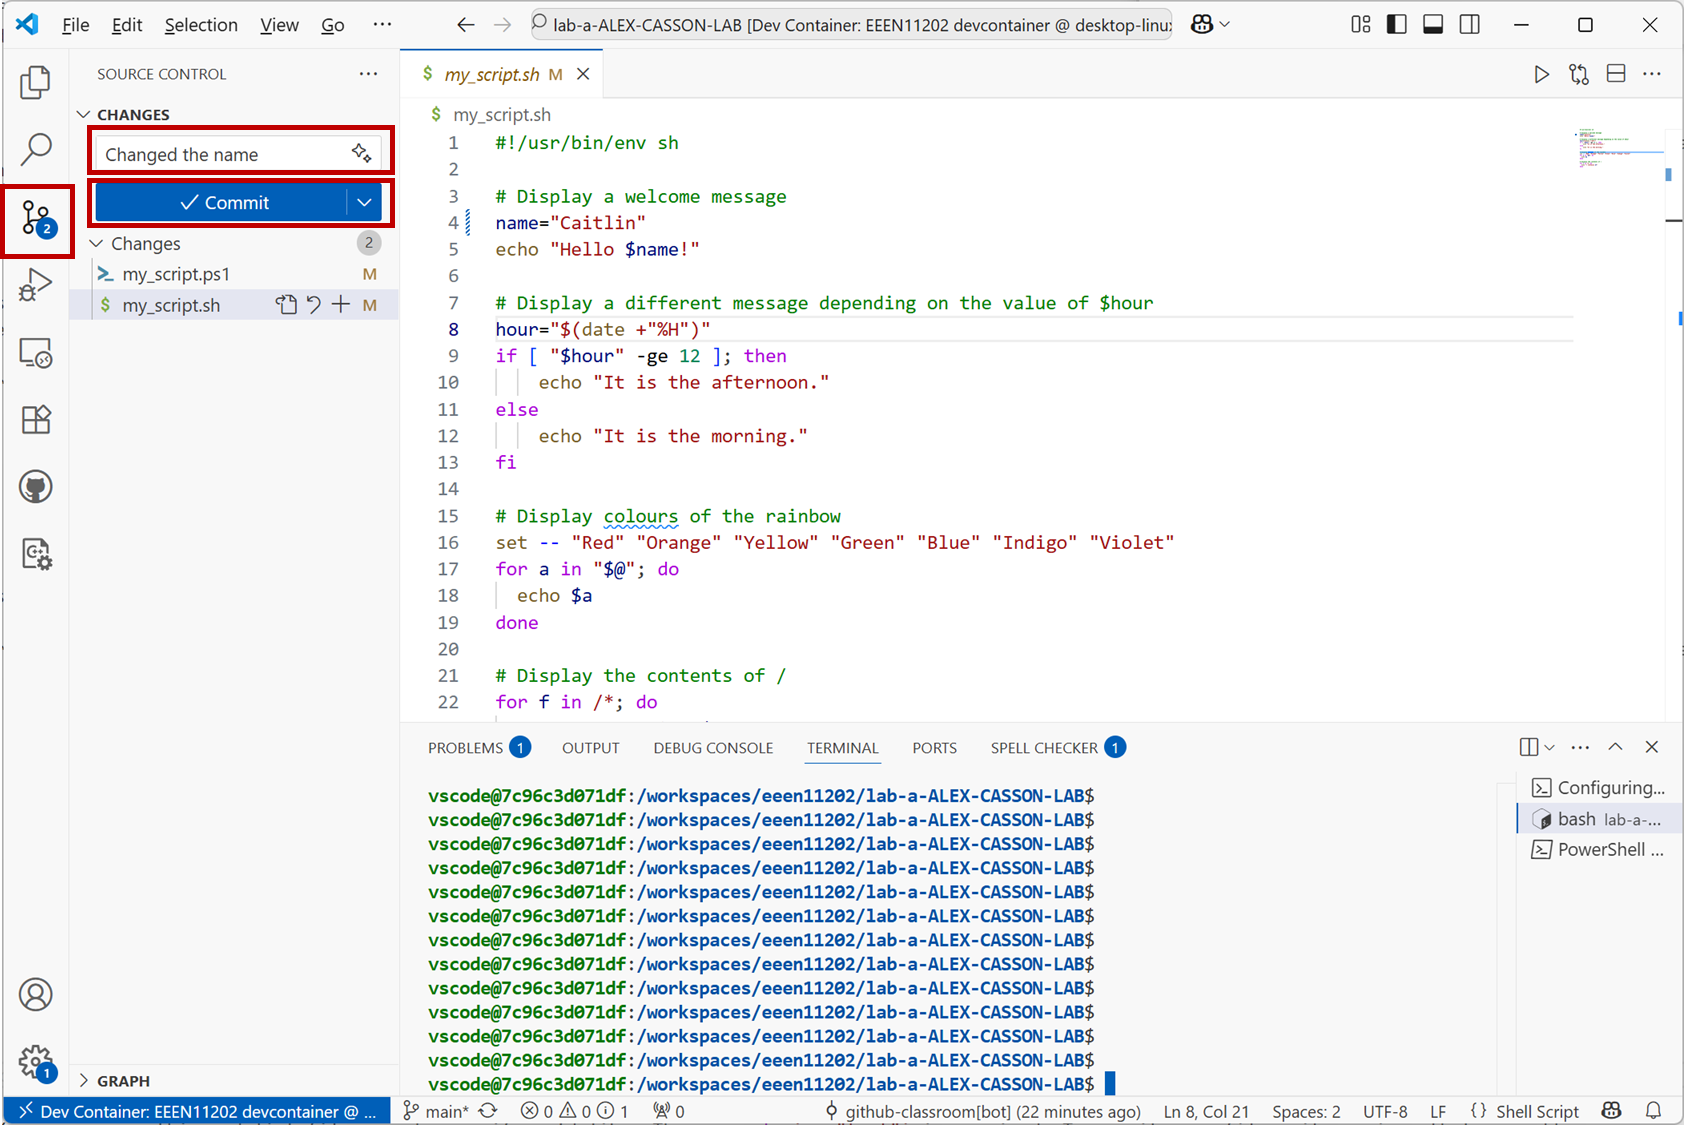 File Edit Selection View Go ···
lab-a-ALEX-CASSON-LAB [Dev Container: EEEN11202 devcontainer @ desktop-linux
SOURCE CONTROL ···
CHANGES
Changed the name
Commit
2
Changes 2
my_script.ps1 M
$ my_script.sh M
GRAPH
1
$ my_script.sh M
$ my_script.sh
1 #!/usr/bin/env sh
2
3 # Display a welcome message
4 name="Caitlin"
5 echo "Hello $name!"
6
7 # Display a different message depending on the value of $hour
8 hour="$(date +"%H")"
9 if [ "$hour" -ge 12 ]; then
10 echo "It is the afternoon."
11 else
12 echo "It is the morning."
13 fi
14
15 # Display colours of the rainbow
16 set -- "Red" "Orange" "Yellow" "Green" "Blue" "Indigo" "Violet"
17 for a in "$@"; do
18 echo $a
19 done
20
21 # Display the contents of /
22 for f in /*; do
PROBLEMS 1 OUTPUT DEBUG CONSOLE TERMINAL PORTS SPELL CHECKER 1
vscode@7c96c3d071df:/workspaces/eeen11202/lab-a-ALEX-CASSON-LAB$
vscode@7c96c3d071df:/workspaces/eeen11202/lab-a-ALEX-CASSON-LAB$
vscode@7c96c3d071df:/workspaces/eeen11202/lab-a-ALEX-CASSON-LAB$
vscode@7c96c3d071df:/workspaces/eeen11202/lab-a-ALEX-CASSON-LAB$
vscode@7c96c3d071df:/workspaces/eeen11202/lab-a-ALEX-CASSON-LAB$
vscode@7c96c3d071df:/workspaces/eeen11202/lab-a-ALEX-CASSON-LAB$
vscode@7c96c3d071df:/workspaces/eeen11202/lab-a-ALEX-CASSON-LAB$
vscode@7c96c3d071df:/workspaces/eeen11202/lab-a-ALEX-CASSON-LAB$
vscode@7c96c3d071df:/workspaces/eeen11202/lab-a-ALEX-CASSON-LAB$
vscode@7c96c3d071df:/workspaces/eeen11202/lab-a-ALEX-CASSON-LAB$
vscode@7c96c3d071df:/workspaces/eeen11202/lab-a-ALEX-CASSON-LAB$
vscode@7c96c3d071df:/workspaces/eeen11202/lab-a-ALEX-CASSON-LAB$
vscode@7c96c3d071df:/workspaces/eeen11202/lab-a-ALEX-CASSON-LAB$
Configuring...
bash lab-a-...
PowerShell ...
Dev Container: EEEN11202 devcontainer @ ... main* 0 0 1 0 github-classroom[bot] (22 minutes ago) Ln 8, Col 21 Spaces: 2 UTF-8 LF {} Shell Script